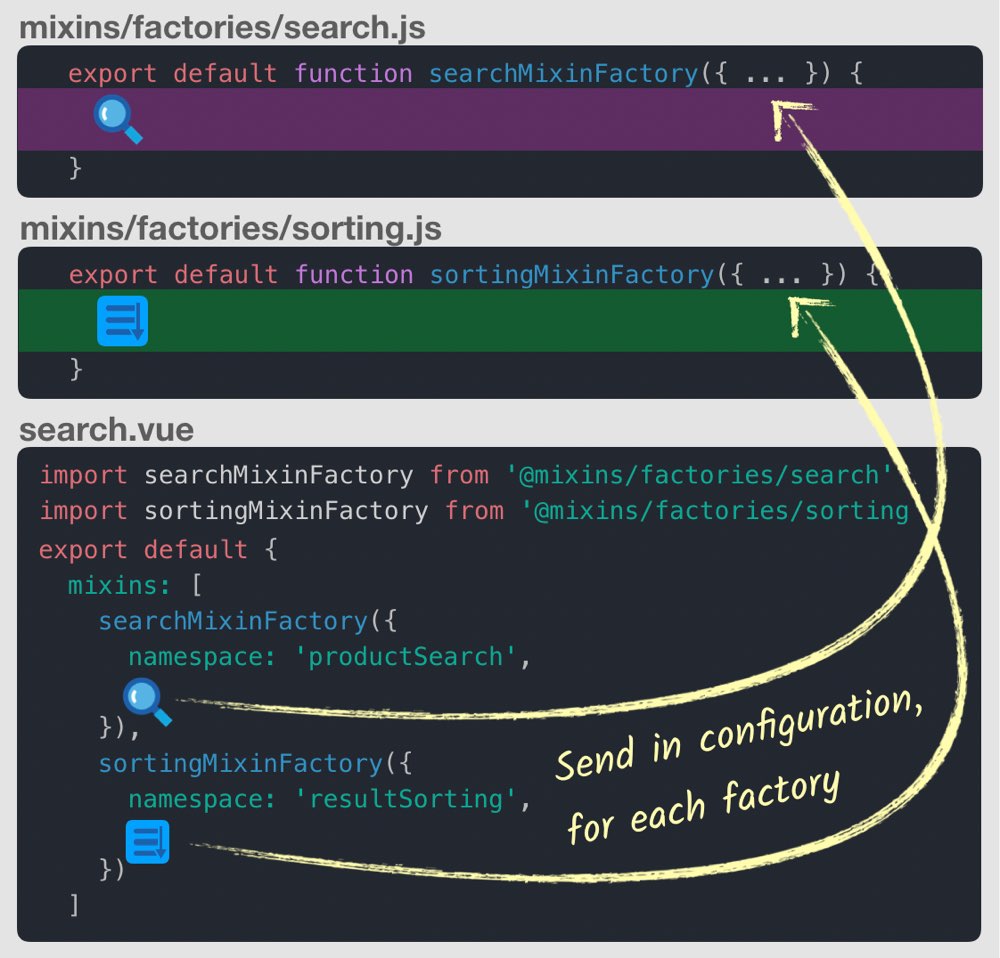 mixins/factories/search.js
export default function searchMixinFactory({ ... }) {
}
mixins/factories/sorting.js
export default function sortingMixinFactory({ ... }) {
}
search.vue
import searchMixinFactory from '@mixins/factories/search'
import sortingMixinFactory from '@mixins/factories/sorting
export default {
mixins: [
searchMixinFactory({
namespace: 'productSearch',
}),
sortingMixinFactory({
namespace: 'resultSorting',
})
]
Send in configuration,
for each factory